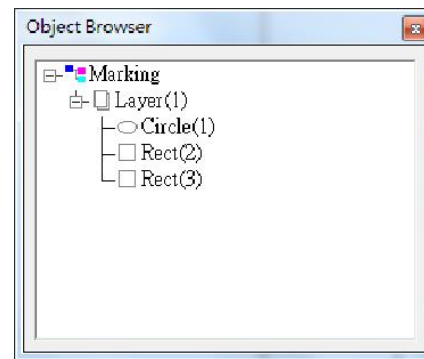 Object Browser
Marking
Layer(1)
Circle(1)
Rect(2)
Rect(3)